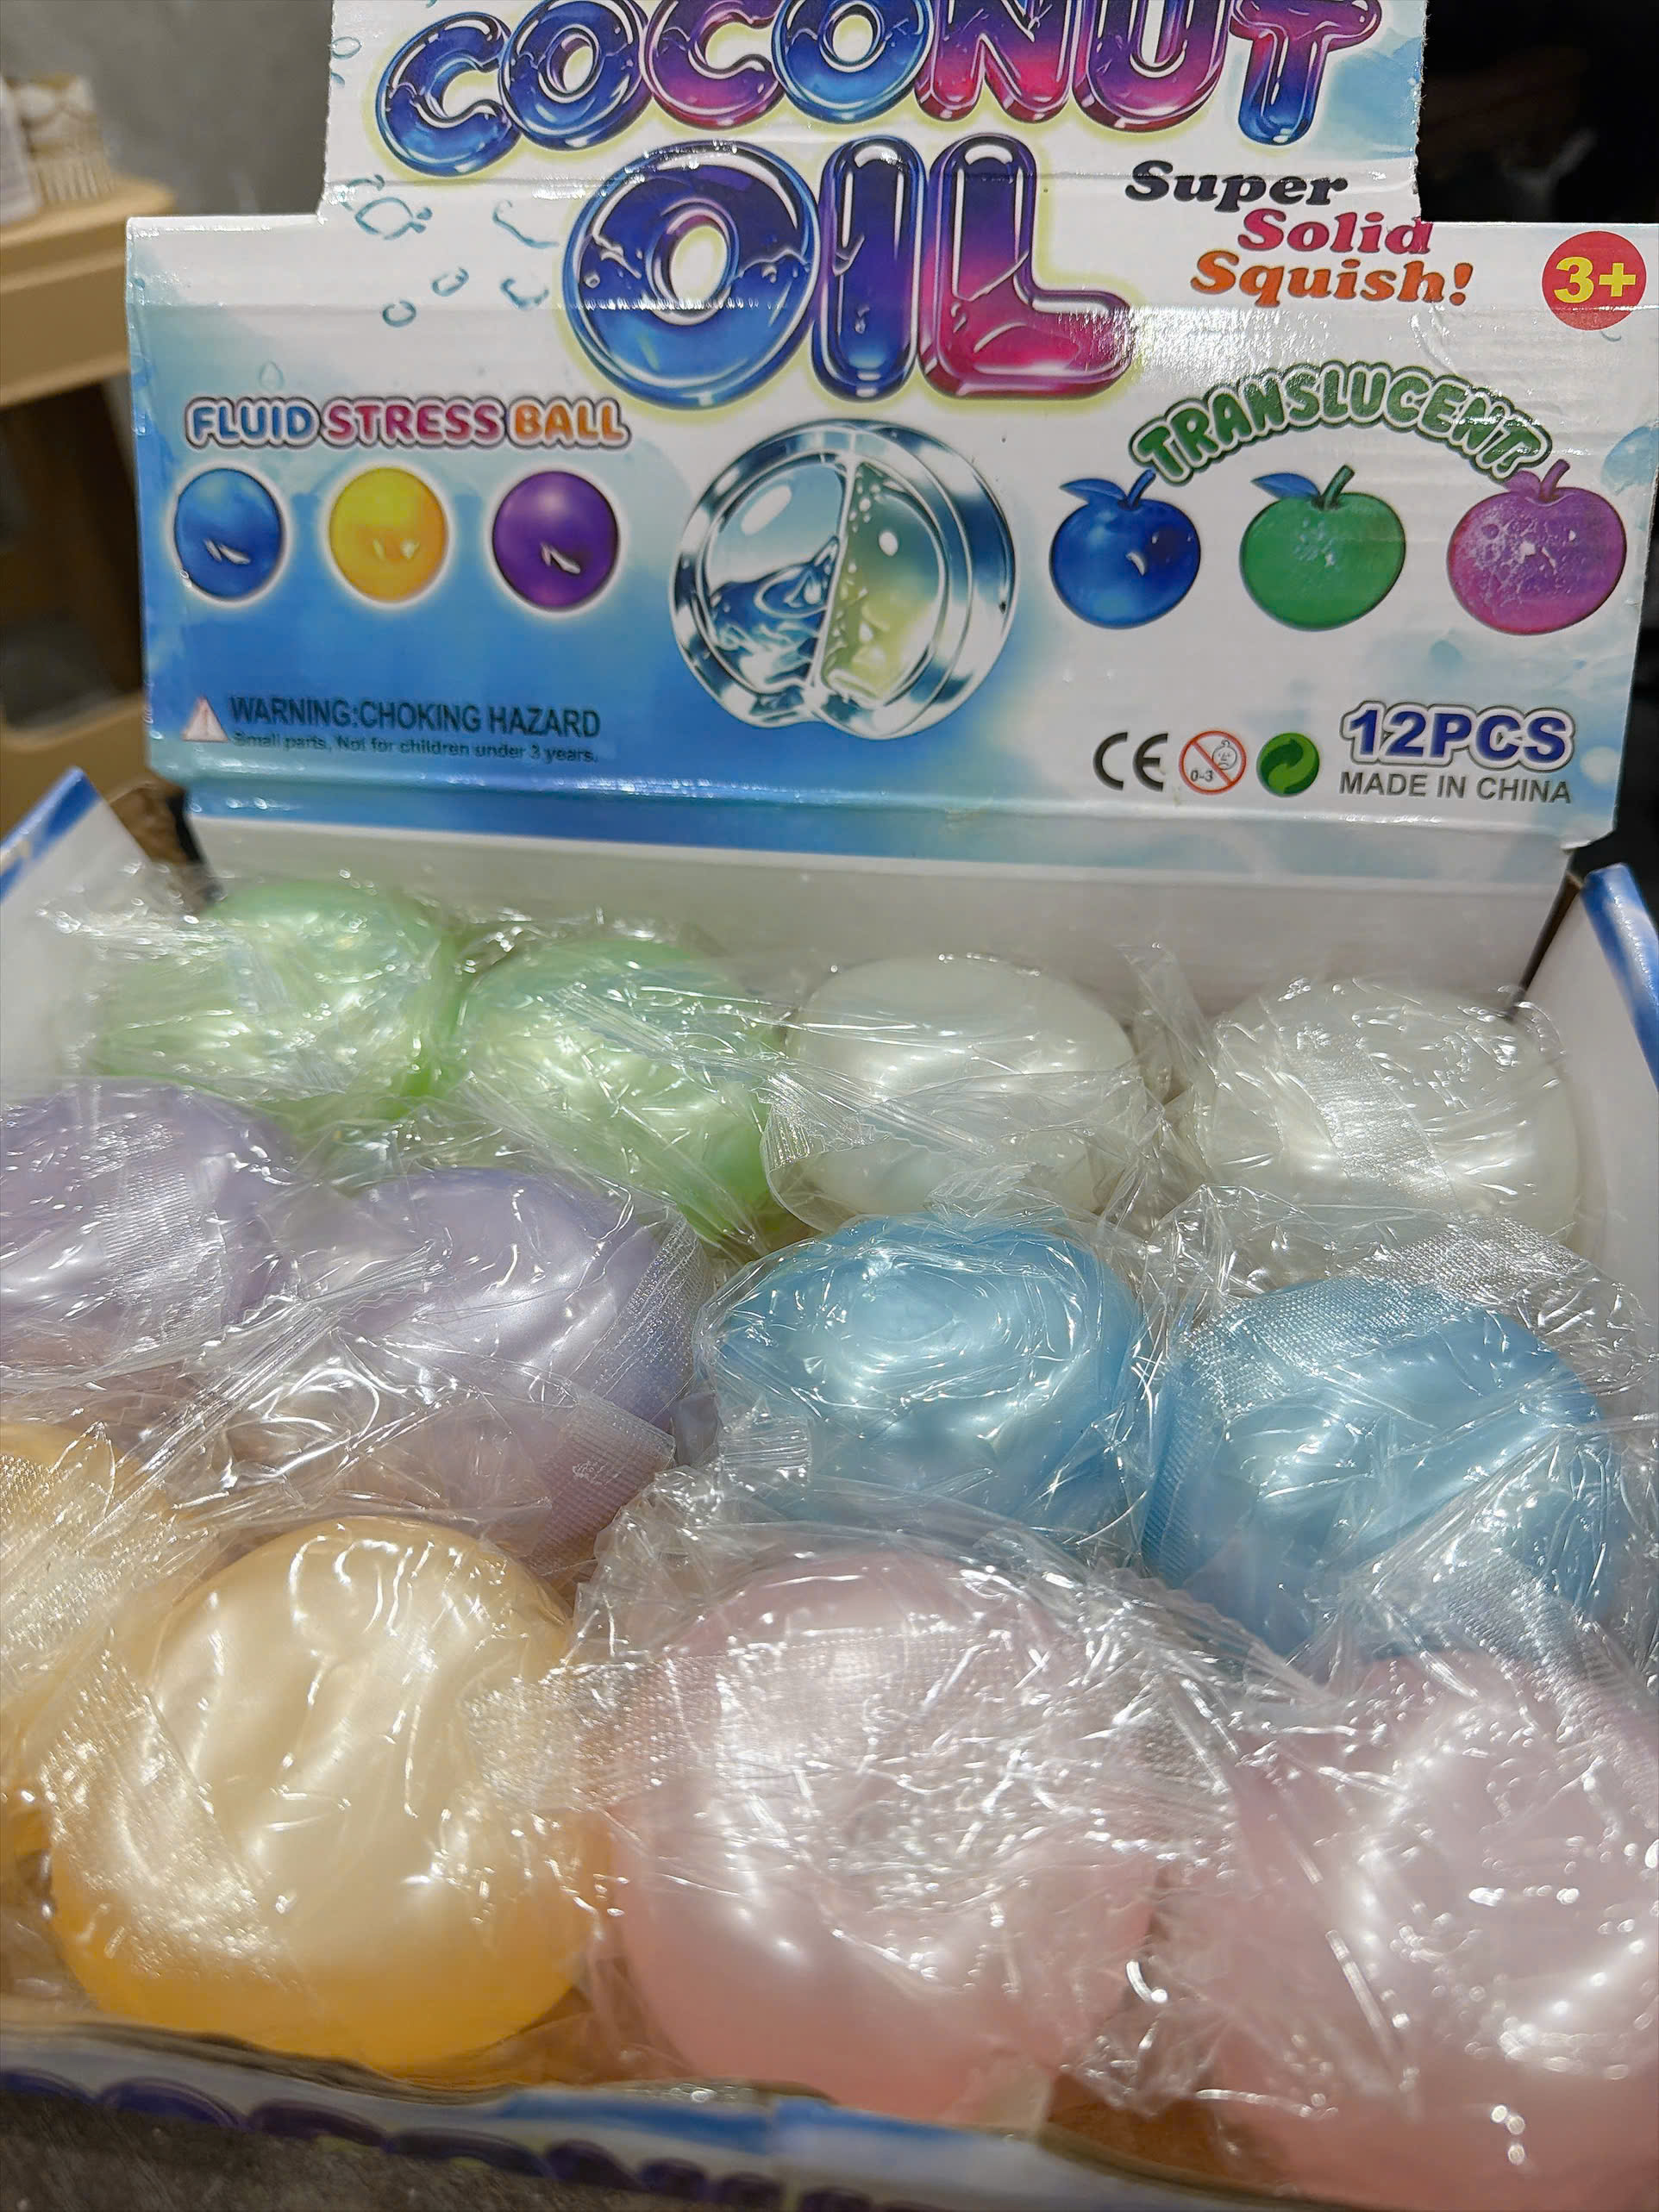 COCONUT
OIL
Super
Solid
Squish!
3+
FLUID STRESS BALL
TRANSLUCENT
WARNING:CHOKING HAZARD
Small parts, Not for children under 3 years.
CE
0-3
12PCS
MADE IN CHINA